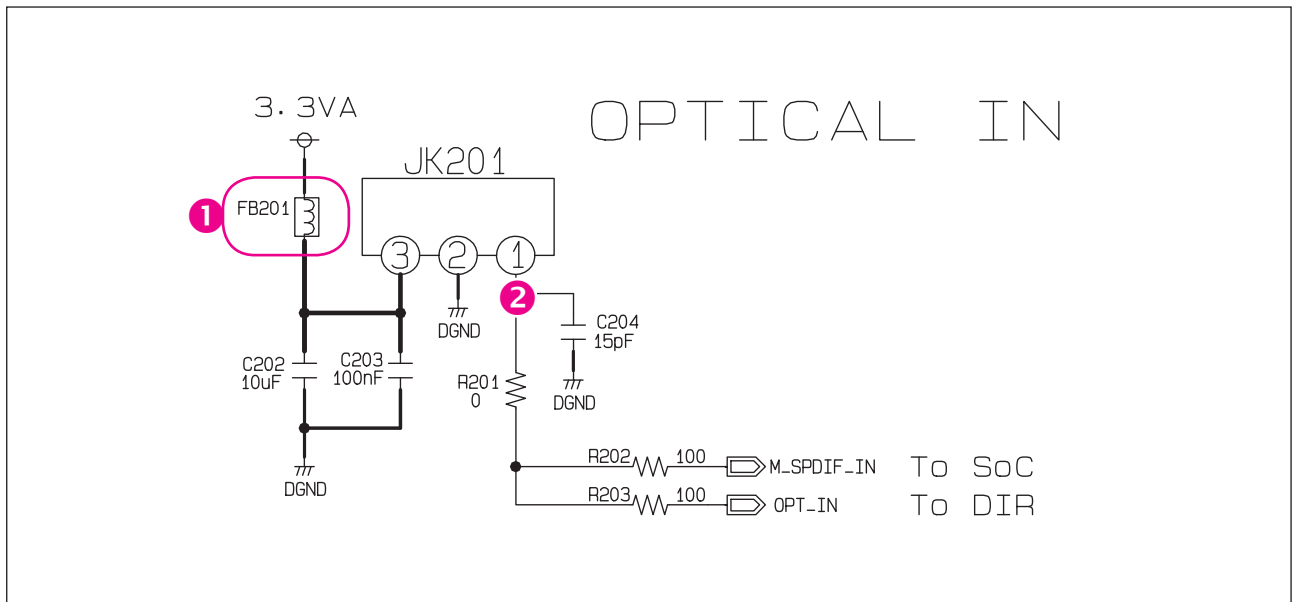 3.3VA
OPTICAL IN
JK201
1
FB201
3 2 1
2
DGND
C204
15pF
C202
10uF
C203
100nF
R201
0
DGND
R202 100 M_SPDIF_IN To SoC
DGND
R203 100 OPT_IN To DIR